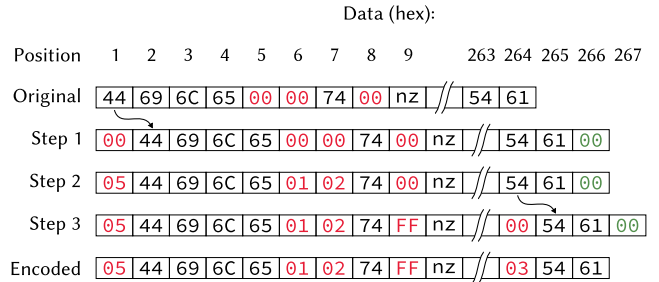 Data (hex):
Position 1 2 3 4 5 6 7 8 9 263 264 265 266 267
Original 44 69 6C 65 00 00 74 00 nz 54 61
Step 1 00 44 69 6C 65 00 00 74 00 nz 54 61 00
Step 2 05 44 69 6C 65 01 02 74 00 nz 54 61 00
Step 3 05 44 69 6C 65 01 02 74 FF nz 00 54 61 00
Encoded 05 44 69 6C 65 01 02 74 FF nz 03 54 61